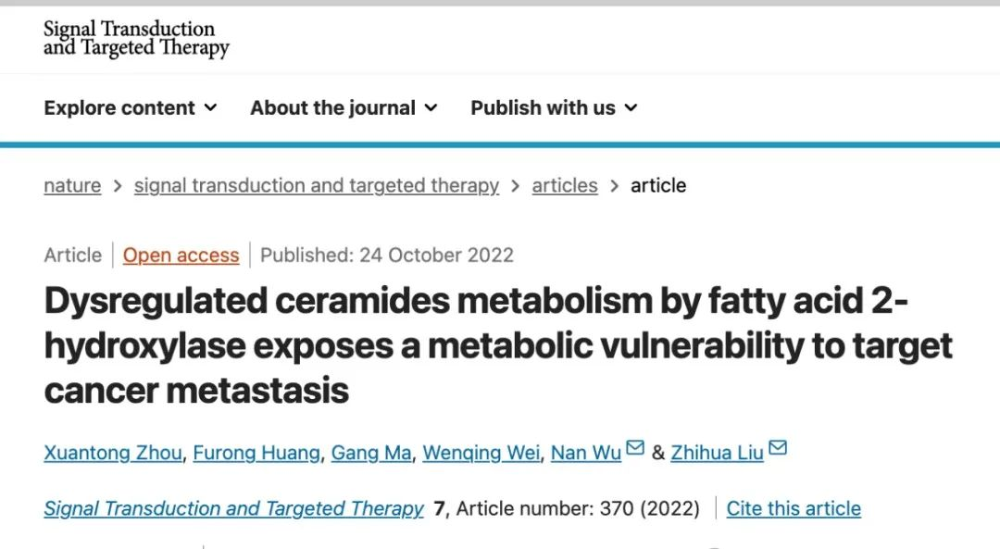 Signal Transduction
and Targeted Therapy
Explore content About the journal Publish with us
nature > signal transduction and targeted therapy > articles > article
Article | Open access | Published: 24 October 2022
Dysregulated ceramides metabolism by fatty acid 2-
hydroxylase exposes a metabolic vulnerability to target
cancer metastasis
Xuantong Zhou, Furong Huang, Gang Ma, Wenqing Wei, Nan Wu & Zhihua Liu
Signal Transduction and Targeted Therapy 7, Article number: 370 (2022) | Cite this article